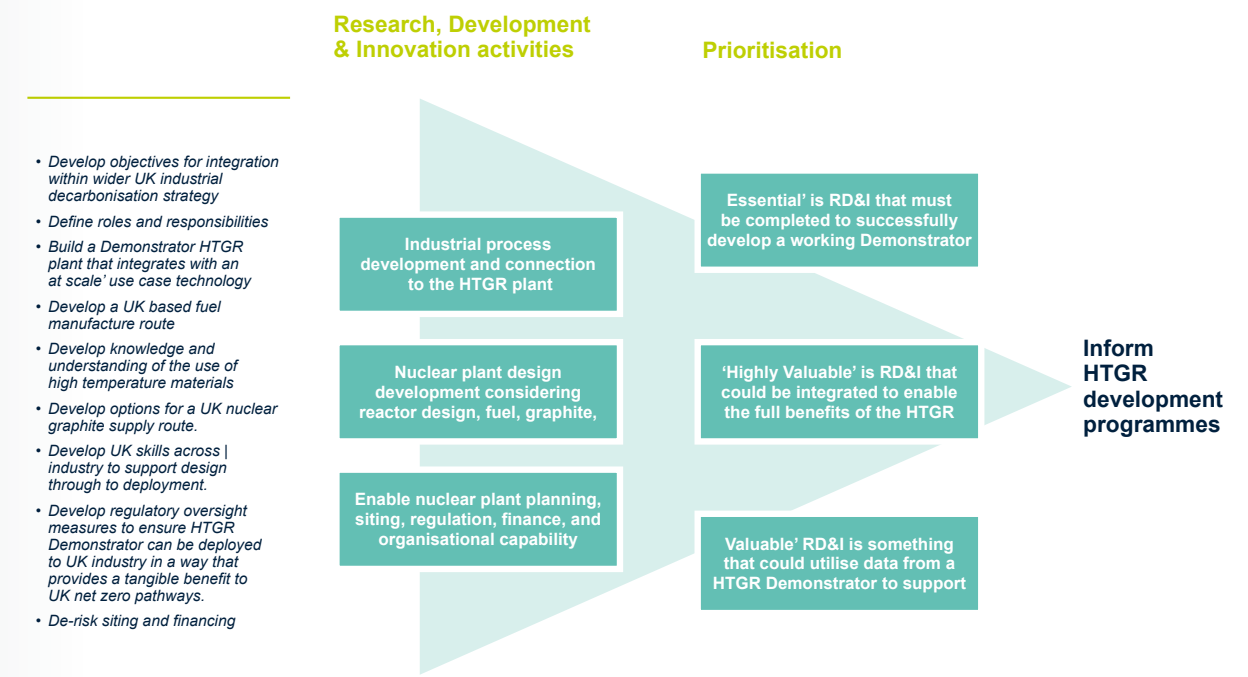 Research, Development
& Innovation activities
Prioritisation
• Develop objectives for integration
within wider UK industrial
decarbonisation strategy
• Define roles and responsibilities
• Build a Demonstrator HTGR
plant that integrates with an
at scale’ use case technology
• Develop a UK based fuel
manufacture route
• Develop knowledge and
understanding of the use of
high temperature materials
• Develop options for a UK nuclear
graphite supply route.
• Develop UK skills across |
industry to support design
through to deployment.
• Develop regulatory oversight
measures to ensure HTGR
Demonstrator can be deployed
to UK industry in a way that
provides a tangible benefit to
UK net zero pathways.
• De-risk siting and financing
Industrial process
development and connection
to the HTGR plant
Nuclear plant design
development considering
reactor design, fuel, graphite,
Enable nuclear plant planning,
siting, regulation, finance, and
organisational capability
Essential’ is RD&I that must
be completed to successfully
develop a working Demonstrator
‘Highly Valuable’ is RD&I that
could be integrated to enable
the full benefits of the HTGR
Valuable’ RD&I is something
that could utilise data from a
HTGR Demonstrator to support
Inform
HTGR
development
programmes